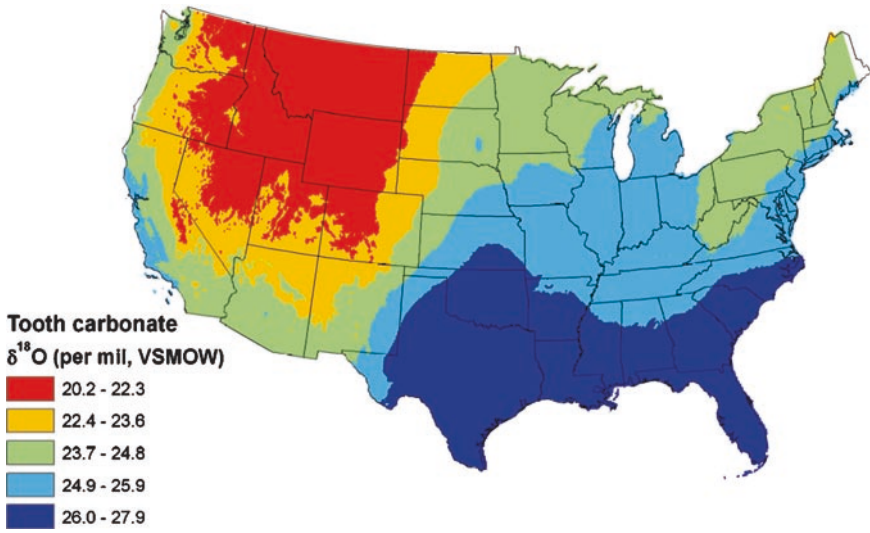 Tooth carbonate
δ¹⁸O (per mil, VSMOW)
20.2 - 22.3
22.4 - 23.6
23.7 - 24.8
24.9 - 25.9
26.0 - 27.9